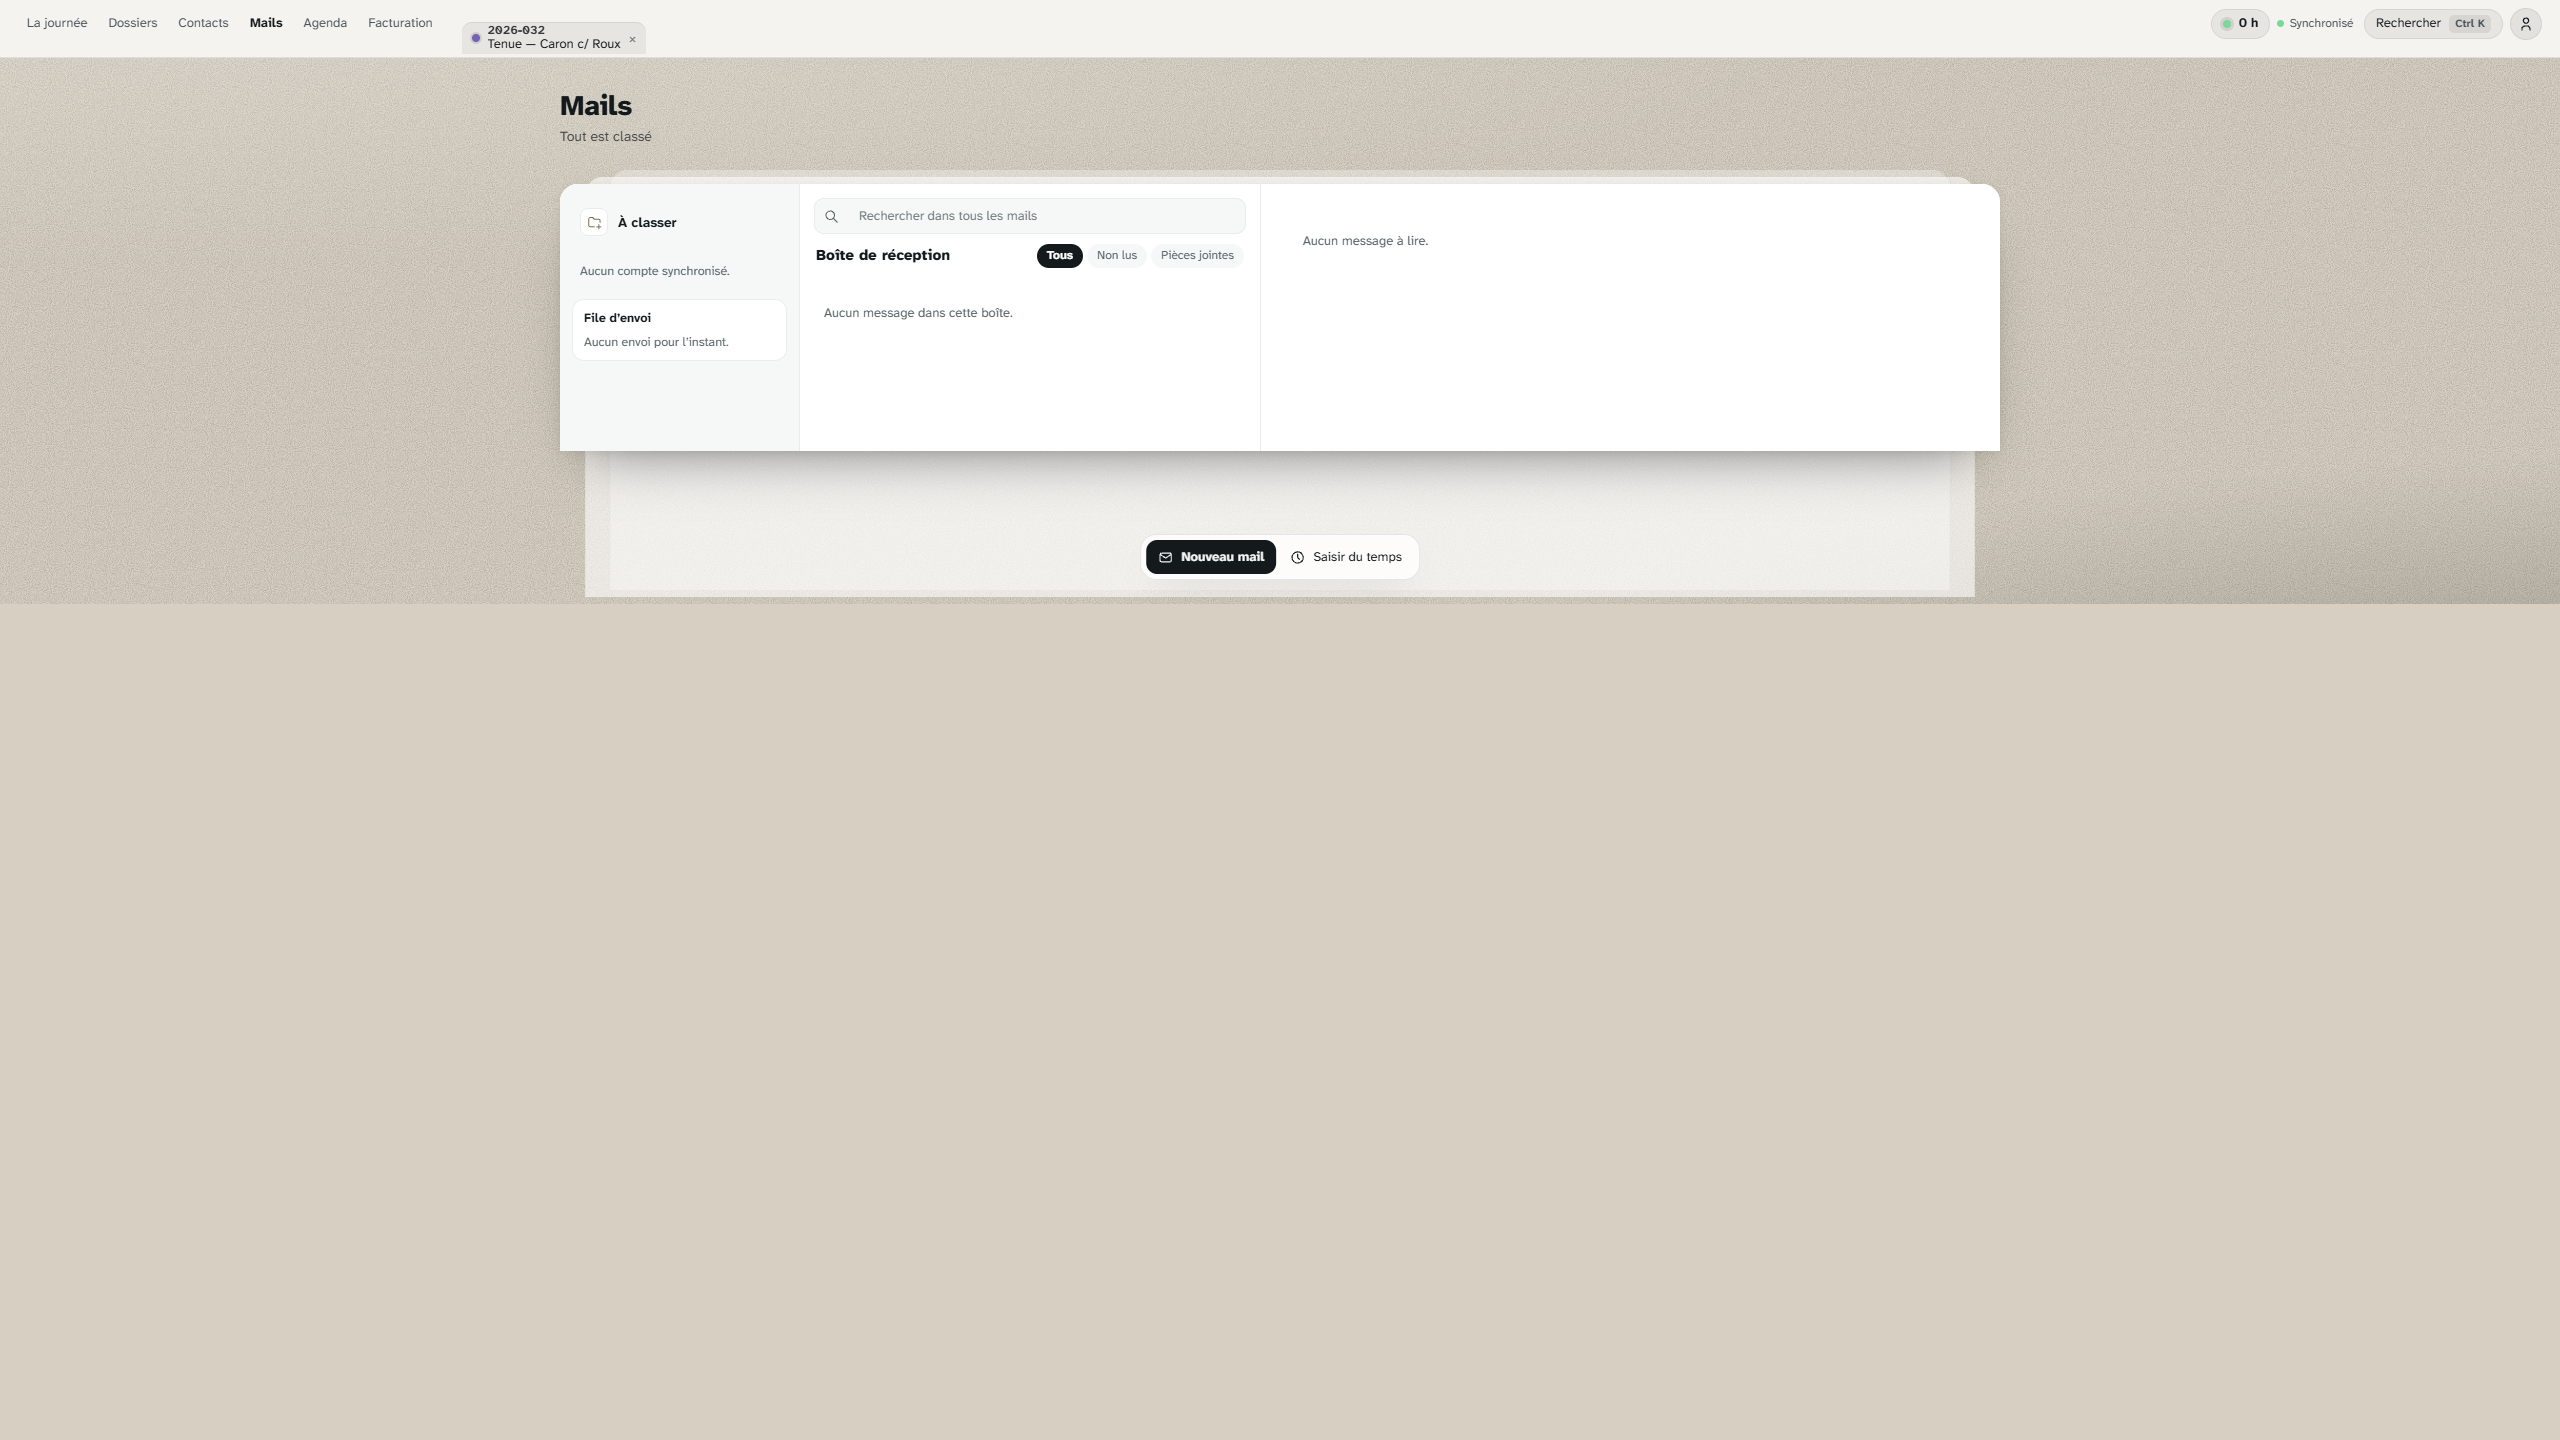 La journée Dossiers Contacts Mails Agenda Facturation
2026-032
Tenue — Caron c/ Roux ×
0 h Synchronisé Rechercher Ctrl K
Mails
Tout est classé
À classer
Aucun compte synchronisé.
File d’envoi
Aucun envoi pour l’instant.
Rechercher dans tous les mails
Boîte de réception Tous Non lus Pièces jointes
Aucun message dans cette boîte.
Aucun message à lire.
Nouveau mail Saisir du temps